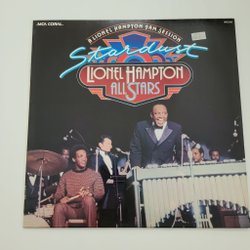 MCA CORAL
A LIONEL HAMPTON JAM SESSION
Stardust
LIONEL HAMPTON
ALL STARS